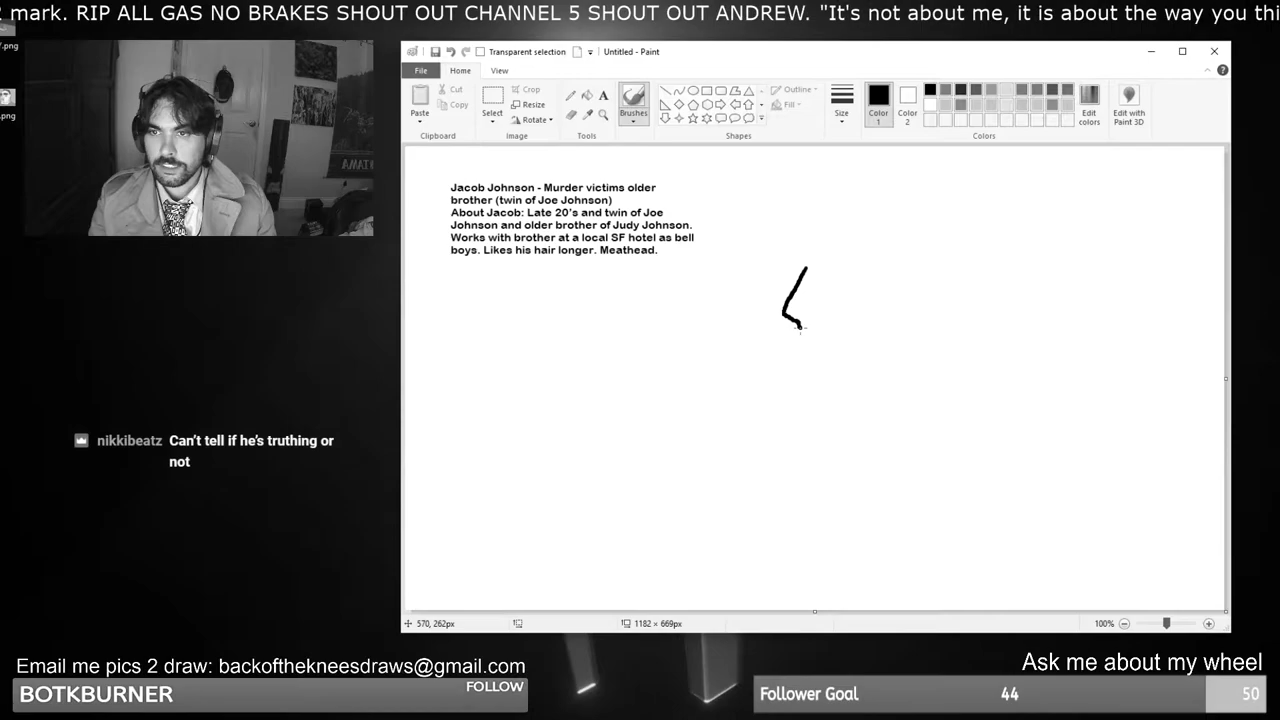 mark. RIP ALL GAS NO BRAKES SHOUT OUT CHANNEL 5 SHOUT OUT ANDREW. "It's not about me, it is about the way you thi
.png
.png
Transparent selection
Untitled - Paint
File
Home
View
Paste
Cut
Copy
Clipboard
Select
Crop
Resize
Rotate
Image
A
Tools
Brushes
Outline
Fill
Shapes
Size
Color 1
Color 2
Edit colors
Colors
Edit with Paint 3D
Jacob Johnson - Murder victims older
brother (twin of Joe Johnson)
About Jacob: Late 20's and twin of Joe
Johnson and older brother of Judy Johnson.
Works with brother at a local SF hotel as bell
boys. Likes his hair longer. Meathead.
nikkibeatz Can't tell if he's truthing or
not
570, 262px
1182 × 669px
100%
Email me pics 2 draw: backofthekneesdraws@gmail.com
BOTKBURNER
FOLLOW
Ask me about my wheel
Follower Goal 44 50